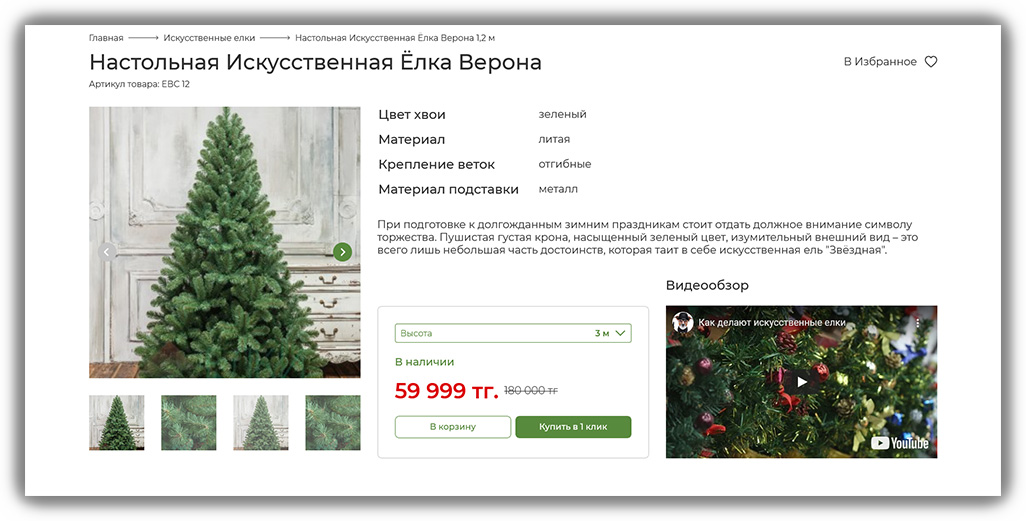 Главная
Искусственные елки
Настольная Искусственная Ёлка Верона 1,2 м
Настольная Искусственная Ёлка Верона
В Избранное
Артикул товара: ЕВС 12
Цвет хвои
зеленый
Материал
литая
Крепление веток
отгибные
Материал подставки
металл
При подготовке к долгожданным зимним праздникам стоит отдать должное внимание символу
торжества. Пушистая густая крона, насыщенный зеленый цвет, изумительный внешний вид – это
всего лишь небольшая часть достоинств, которая таит в себе искусственная ель "Звёздная".
Высота
3 м
В наличии
59 999 тг.
180 000 тг
В корзину
Купить в 1 клик
Видеообзор
Как делают искусственные елки
YouTube